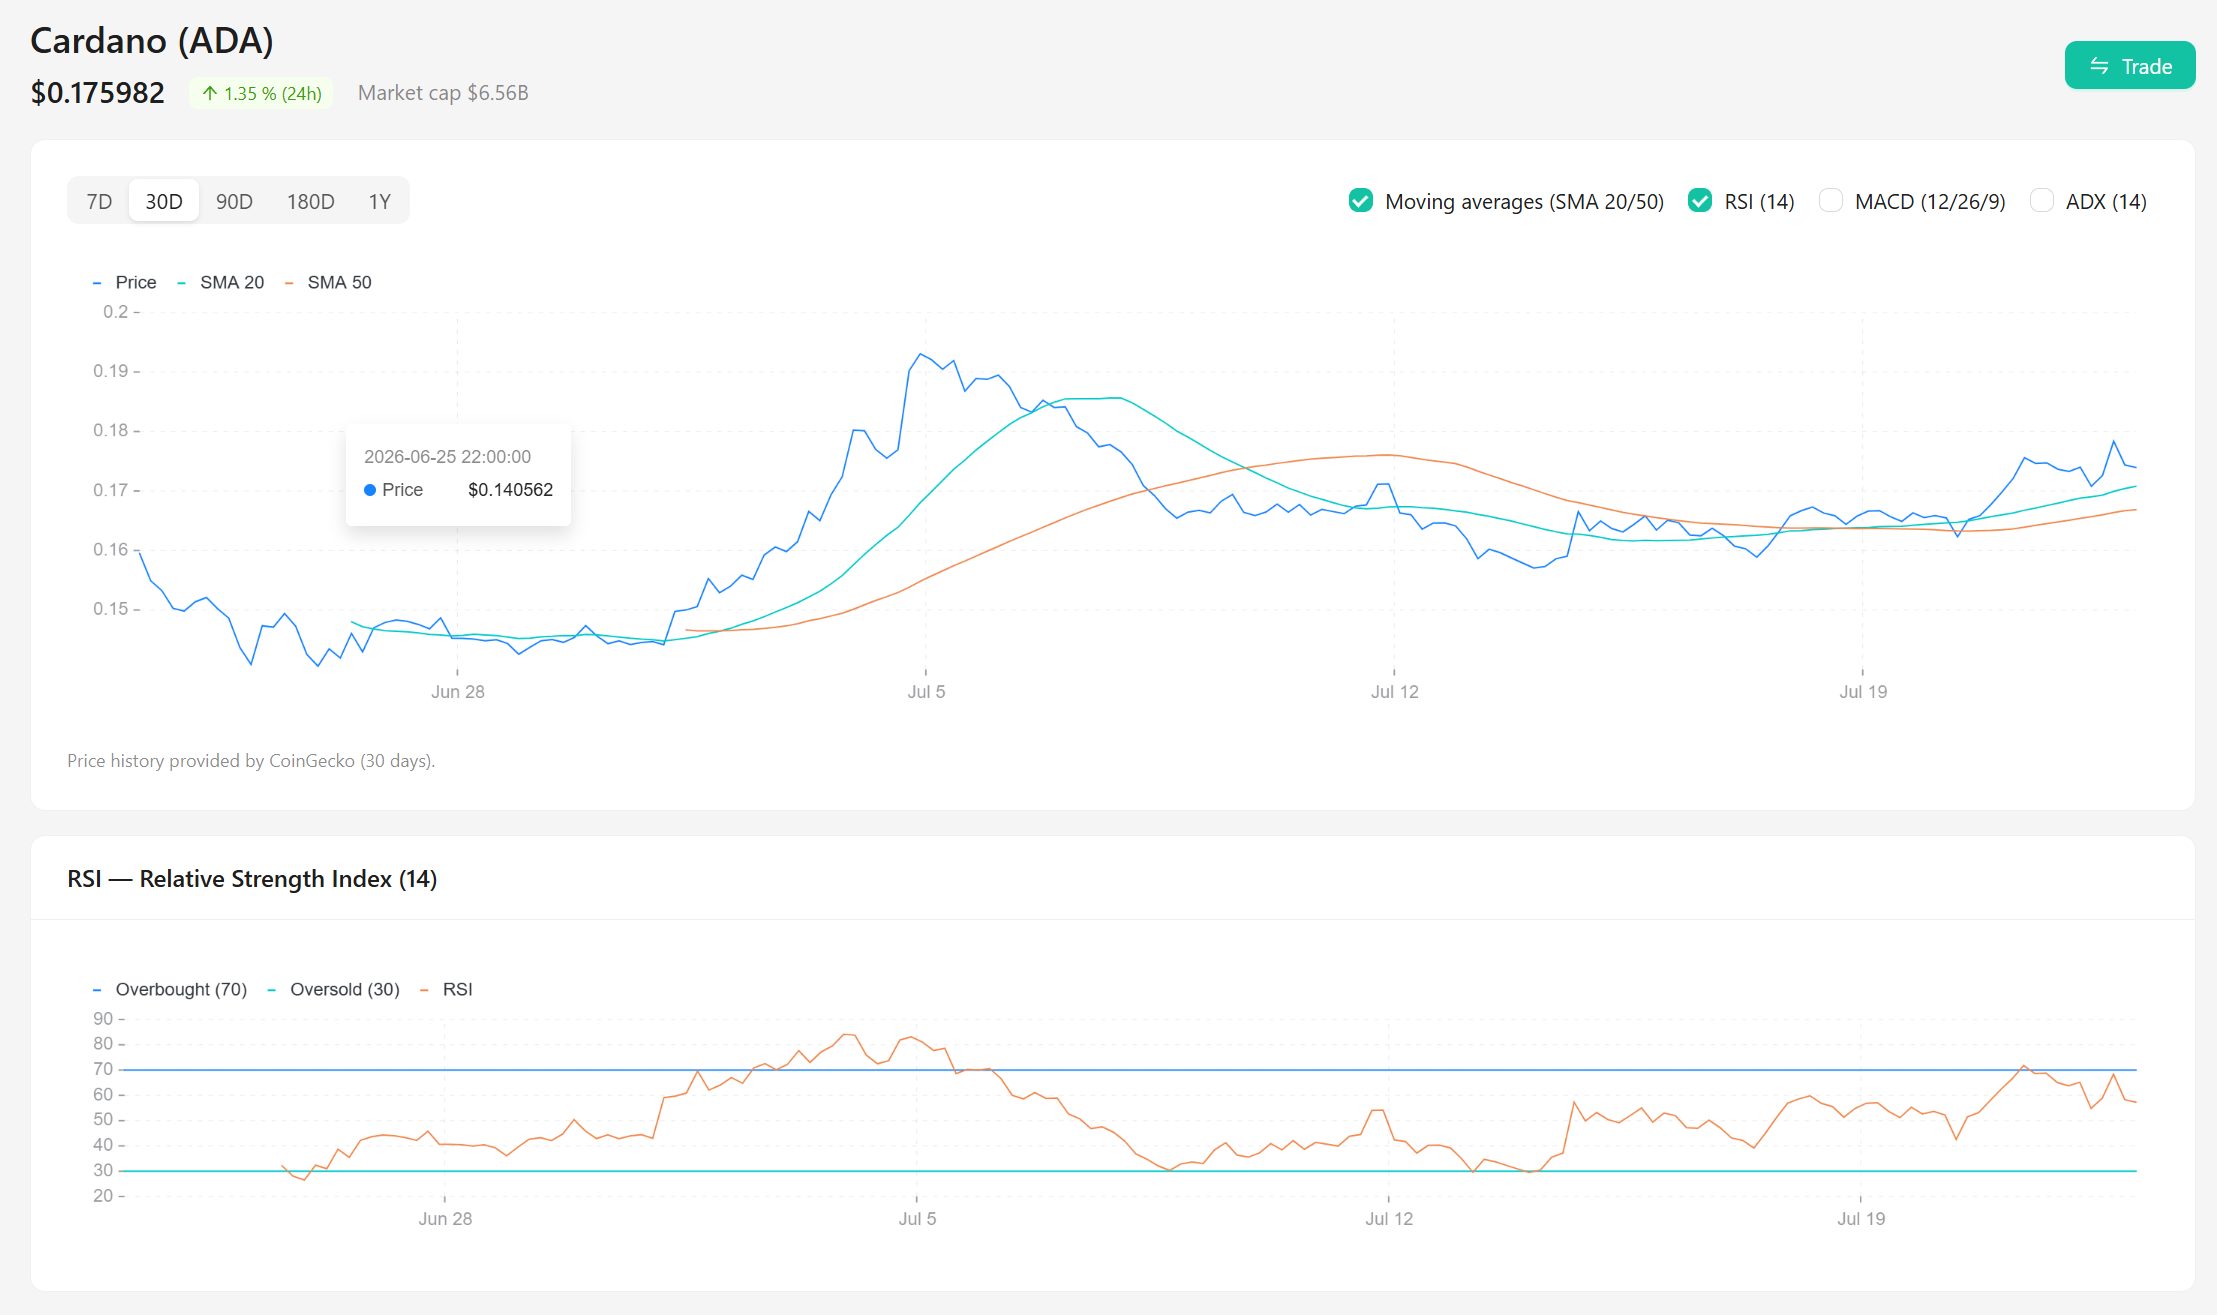 Cardano (ADA)
$0.175982 ↑ 1.35 % (24h) Market cap $6.56B
Trade
7D 30D 90D 180D 1Y
Moving averages (SMA 20/50) RSI (14) MACD (12/26/9) ADX (14)
Price SMA 20 SMA 50
0.2
0.19
0.18
0.17
0.16
0.15
2026-06-25 22:00:00
Price $0.140562
Jun 28 Jul 5 Jul 12 Jul 19
Price history provided by CoinGecko (30 days).
RSI — Relative Strength Index (14)
Overbought (70) Oversold (30) RSI
90
80
70
60
50
40
30
20
Jun 28 Jul 5 Jul 12 Jul 19